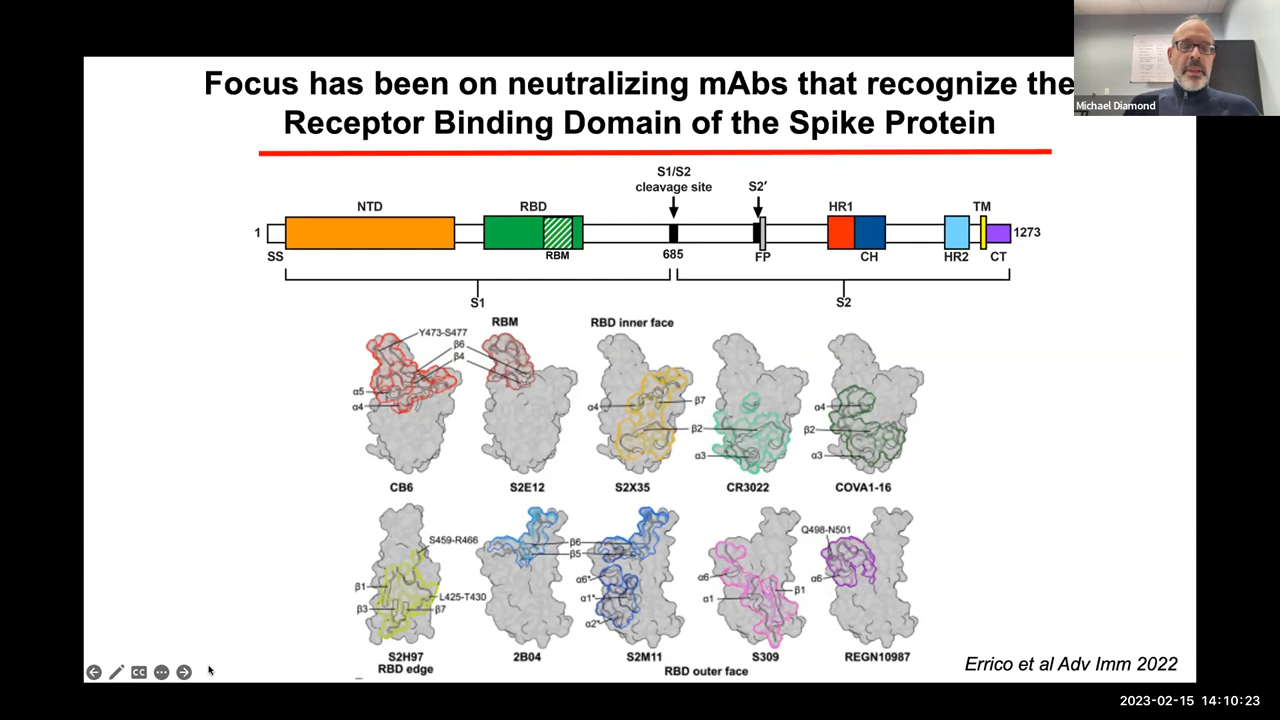 Michael Diamond
Focus has been on neutralizing mAbs that recognize the
Receptor Binding Domain of the Spike Protein
S1/S2
cleavage site
S2′
NTD
RBD
HR1
TM
1
1273
SS
RBM
685
FP
CH
HR2
CT
S1
S2
RBM
RBD inner face
Y473-S477
β6
β4
α5
α4
α4
β7
β2
α3
α4
β2
α3
CB6
S2E12
S2X35
CR3022
COVA1-16
S459-R466
β1
β3
L425-T430
β7
β6
β5
α6*
α1*
α2*
α6
α1
β1
Q498-N501
α6
S2H97
2B04
S2M11
S309
REGN10987
RBD edge
RBD outer face
Errico et al Adv Imm 2022
CC
2023-02-15 14:10:23